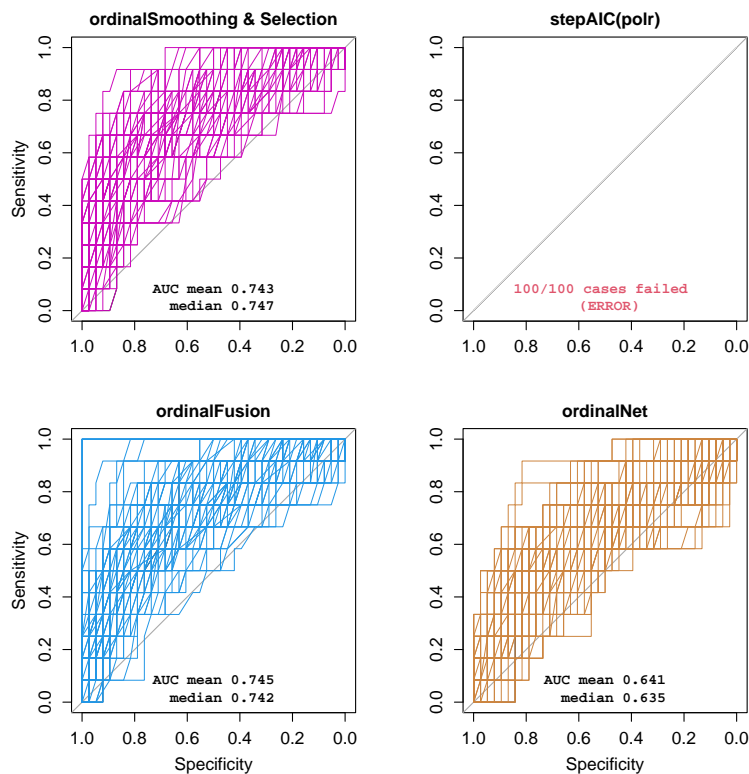 ordinalSmoothing & Selection
Sensitivity
1.0
0.8
0.6
0.4
0.2
0.0
AUC mean 0.743
median 0.747
1.0 0.8 0.6 0.4 0.2 0.0
stepAIC(polr)
1.0
0.8
0.6
0.4
0.2
0.0
100/100 cases failed
(ERROR)
1.0 0.8 0.6 0.4 0.2 0.0
ordinalFusion
Sensitivity
1.0
0.8
0.6
0.4
0.2
0.0
AUC mean 0.745
median 0.742
1.0 0.8 0.6 0.4 0.2 0.0
Specificity
ordinalNet
1.0
0.8
0.6
0.4
0.2
0.0
AUC mean 0.641
median 0.635
1.0 0.8 0.6 0.4 0.2 0.0
Specificity